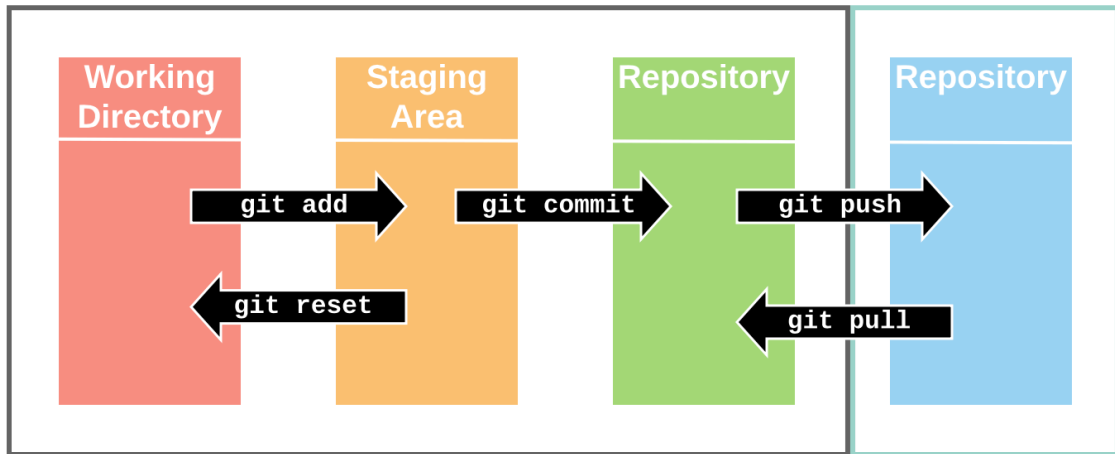 Working
Directory
Staging
Area
Repository
Repository
git add
git commit
git push
git reset
git pull